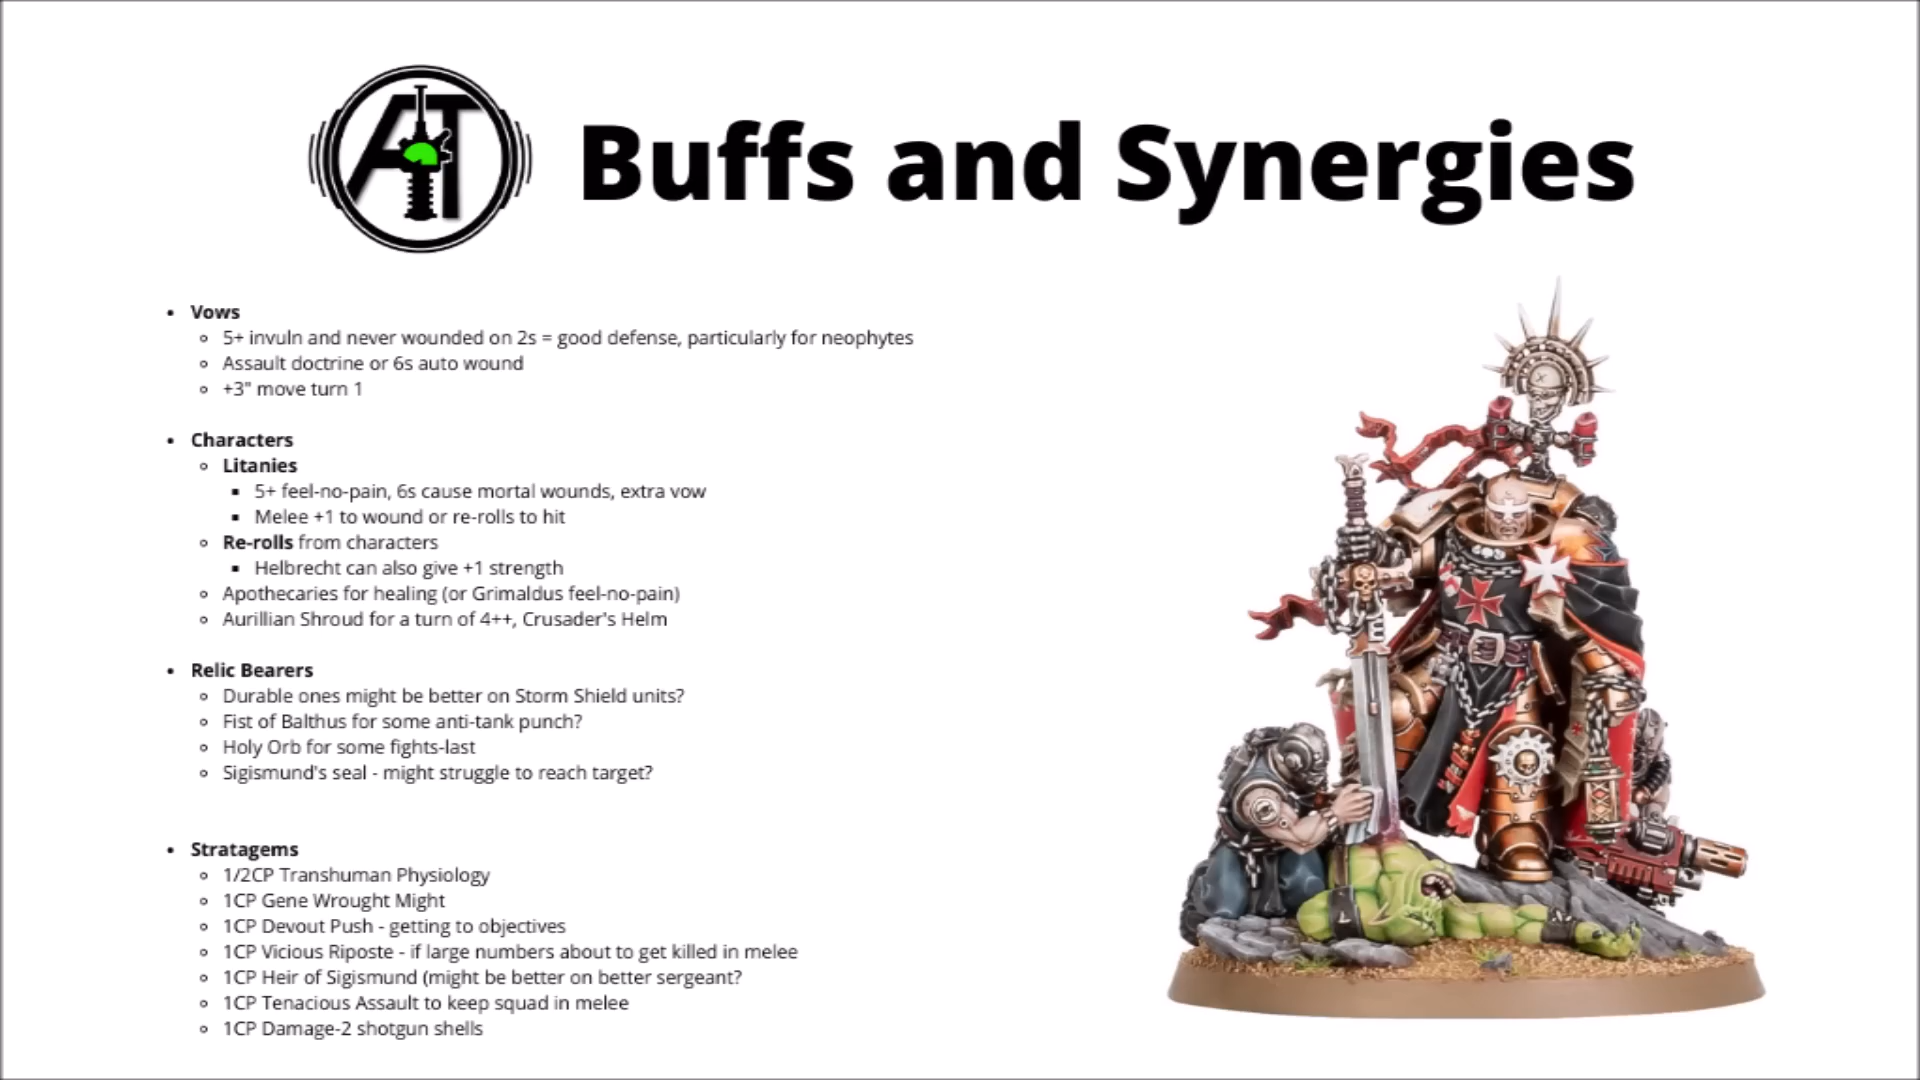 AT
Buffs and Synergies
• Vows
◦ 5+ invuln and never wounded on 2s = good defense, particularly for neophytes
◦ Assault doctrine or 6s auto wound
◦ +3" move turn 1
• Characters
◦ Litanies
▪ 5+ feel-no-pain, 6s cause mortal wounds, extra vow
▪ Melee +1 to wound or re-rolls to hit
◦ Re-rolls from characters
▪ Helbrecht can also give +1 strength
◦ Apothecaries for healing (or Grimaldus feel-no-pain)
◦ Aurillian Shroud for a turn of 4++, Crusader's Helm
• Relic Bearers
◦ Durable ones might be better on Storm Shield units?
◦ Fist of Balthus for some anti-tank punch?
◦ Holy Orb for some fights-last
◦ Sigismund's seal - might struggle to reach target?
• Stratagems
◦ 1/2CP Transhuman Physiology
◦ 1CP Gene Wrought Might
◦ 1CP Devout Push - getting to objectives
◦ 1CP Vicious Riposte - if large numbers about to get killed in melee
◦ 1CP Heir of Sigismund (might be better on better sergeant?
◦ 1CP Tenacious Assault to keep squad in melee
◦ 1CP Damage-2 shotgun shells